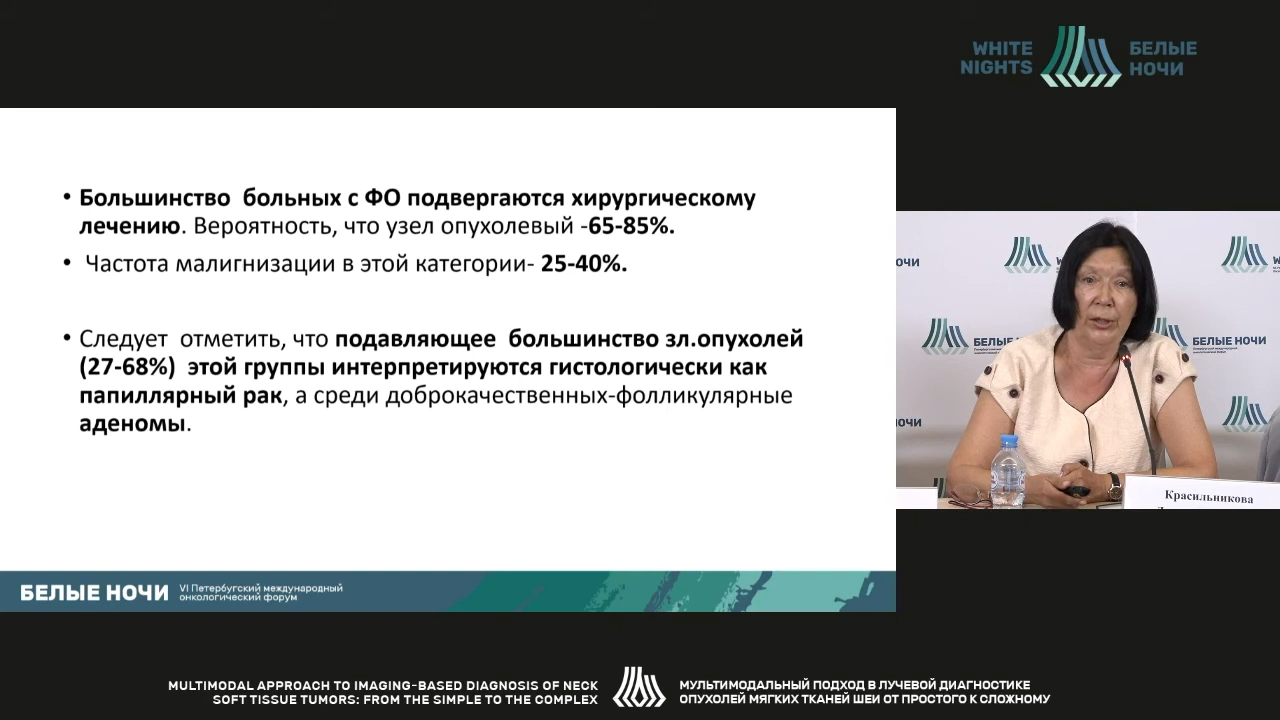 WHITE
NIGHTS
БЕЛЫЕ
НОЧИ
• Большинство больных с ФО подвергаются хирургическому
лечению. Вероятность, что узел опухолевый -65-85%.
• Частота малигнизации в этой категории- 25-40%.
• Следует отметить, что подавляющее большинство зл.опухолей
(27-68%) этой группы интерпретируются гистологически как
папиллярный рак, а среди доброкачественных-фолликулярные
аденомы.
БЕЛЫЕ НОЧИ
VI Петербугский международный
онкологический форум
НОЧИ
БЕЛЫЕ НОЧИ
БЕЛЫЕ НОЧИ
НОЧИ
Красильникова
MULTIMODAL APPROACH TO IMAGING-BASED DIAGNOSIS OF NECK
SOFT TISSUE TUMORS: FROM THE SIMPLE TO THE COMPLEX
МУЛЬТИМОДАЛЬНЫЙ ПОДХОД В ЛУЧЕВОЙ ДИАГНОСТИКЕ
ОПУХОЛЕЙ МЯГКИХ ТКАНЕЙ ШЕИ ОТ ПРОСТОГО К СЛОЖНОМУ